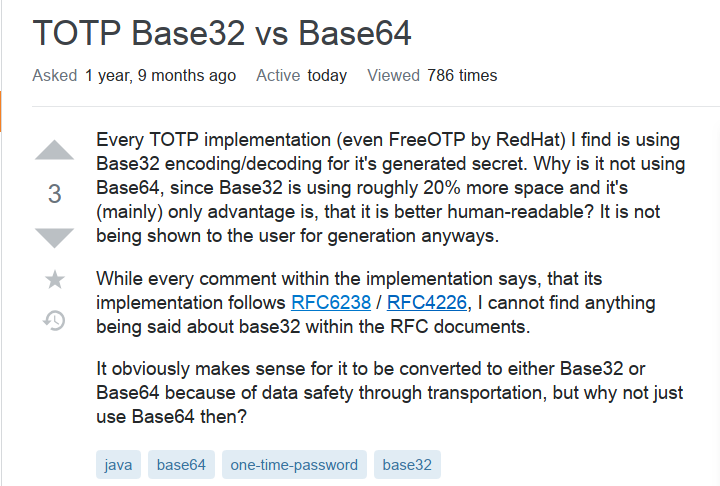 TOTP Base32 vs Base64
Asked 1 year, 9 months ago Active today Viewed 786 times
Every TOTP implementation (even FreeOTP by RedHat) I find is using
Base32 encoding/decoding for it's generated secret. Why is it not using
Base64, since Base32 is using roughly 20% more space and it's
(mainly) only advantage is, that it is better human-readable? It is not
being shown to the user for generation anyways.
3
While every comment within the implementation says, that its
implementation follows RFC6238 / RFC4226, I cannot find anything
being said about base32 within the RFC documents.
It obviously makes sense for it to be converted to either Base32 or
Base64 because of data safety through transportation, but why not just
use Base64 then?
java base64 one-time-password base32